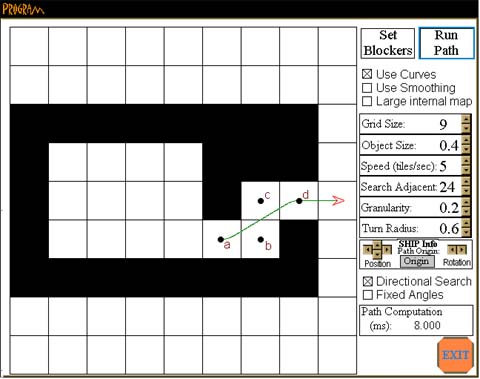 PROGRAM
Set Blockers
Run Path
Use Curves
Use Smoothing
Large internal map
Grid Size: 9
Object Size: 0.4
Speed (tiles/sec): 5
Search Adjacent: 24
Granularity: 0.2
Turn Radius: 0.6
SHIP Info
Path Origin:
Origin
Position
Rotation
Directional Search
Fixed Angles
Path Computation
(ms): 8.000
EXIT
c
d
a
b